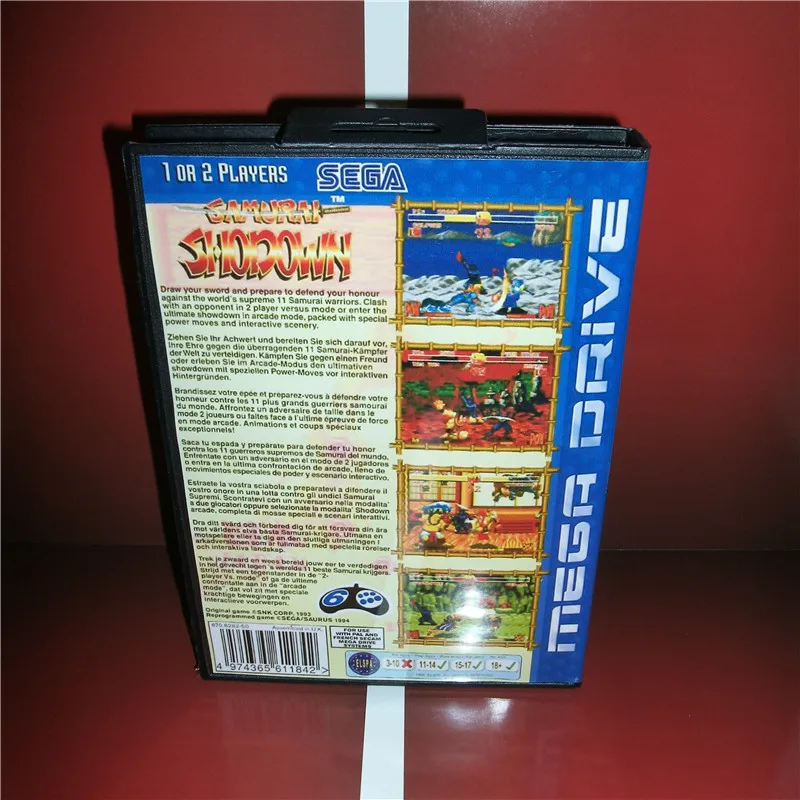 1 OR 2 PLAYERS
SEGA
TM
SAMURAI
SHODOWN
Draw your sword and prepare to defend your honour
against the world's supreme 11 Samurai warriors. Clash
with an opponent in 2 player versus mode or enter the
ultimate showdown in arcade mode, packed with special
power moves and interactive scenery.
Ziehen Sie Ihr Achwert und bereiten Sie sich darauf vor,
Ihre Ehre gegen die überragenden 11 Samurai-Kämpfer
der Welt zu verteidigen. Kämpfen Sie gegen einen Freund
oder erleben Sie im Arcade-Modus den ultimativen
showdown mit speziellen Power-Moves vor interaktiven
Hintergründen.
Brandissez votre epée et preparez-vous à défendre votre
honneur contre les 11 plus grands guerriers samourai
du monde. Affrontez un adversaire de taille dans le
mode 2 joueurs ou faites face à l'ultime épreuve de force
en mode arcade. Animations et coups spéciaux
exceptionnels!
Saca tu espada y prepárate para defender tu honor
contra los 11 guerreros supremos de Samurai del mundo.
Entréntate con un adversario en el modo de 2 jugadores
o entra en la ultima confrontación de arcade, lleno de
movimientos especiales de poder y escenario interactivo.
Estraete la vostra sciabola e preparatevi a difendere il
vostro onore in una lotta contro gli undici Samurai
Supremi. Scontratevi con un avversario nella modalita'
a due giocatori oppure selezionate la modalita' Showdown
arcade, completa di mosse speciali e scenari interattivi.
Dra ditt svärd och förbered dig för att försvara din ära
mot världens elva bästa Samurai-krigare. Utmana en
motspelare eller ta dig an den slutliga utmaningen i
arkadversionen som är fulmatad med speciella rörelser
och interaktiva landskap.
Trek je zwaard en wees bereid jouw eer te verdedigen
in het gevecht tegen 's werelds 11 beste Samurai krijgers.
Strijd met een tegenstander in de "2-
player Vs. mode" of ga de ultieme
confrontatie aan in de "arcade
mode", dat vol zit met speciale
krachtige bewegingen en
interactieve voorwerpen.
6
Original game ©SNK CORP. 1993
Reprogrammed game ©SEGA/SAURUS 1994
Assembled in U.K.
4 974365 611842 >
FOR USE
WITH PAL AND
FRENCH SECAM
MEGA DRIVE
SYSTEMS
ELSPA
3-10 11-14 15-17 18+
MEGA DRIVE